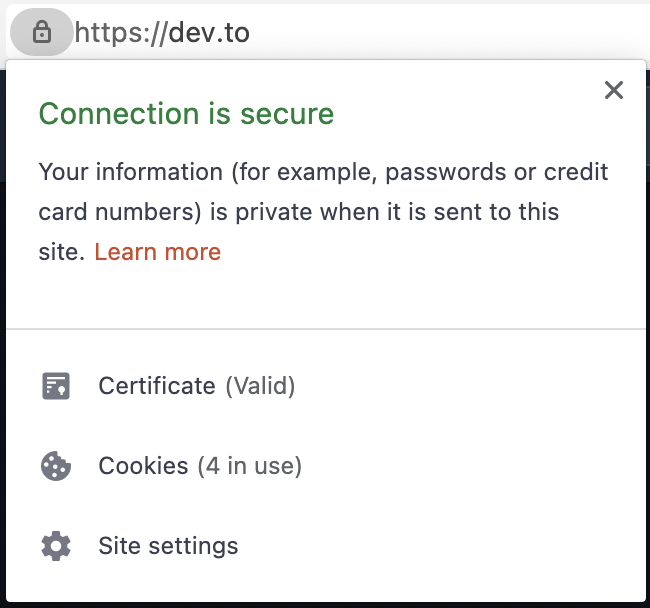 https://dev.to
Connection is secure
Your information (for example, passwords or credit
card numbers) is private when it is sent to this
site. Learn more
Certificate (Valid)
Cookies (4 in use)
Site settings